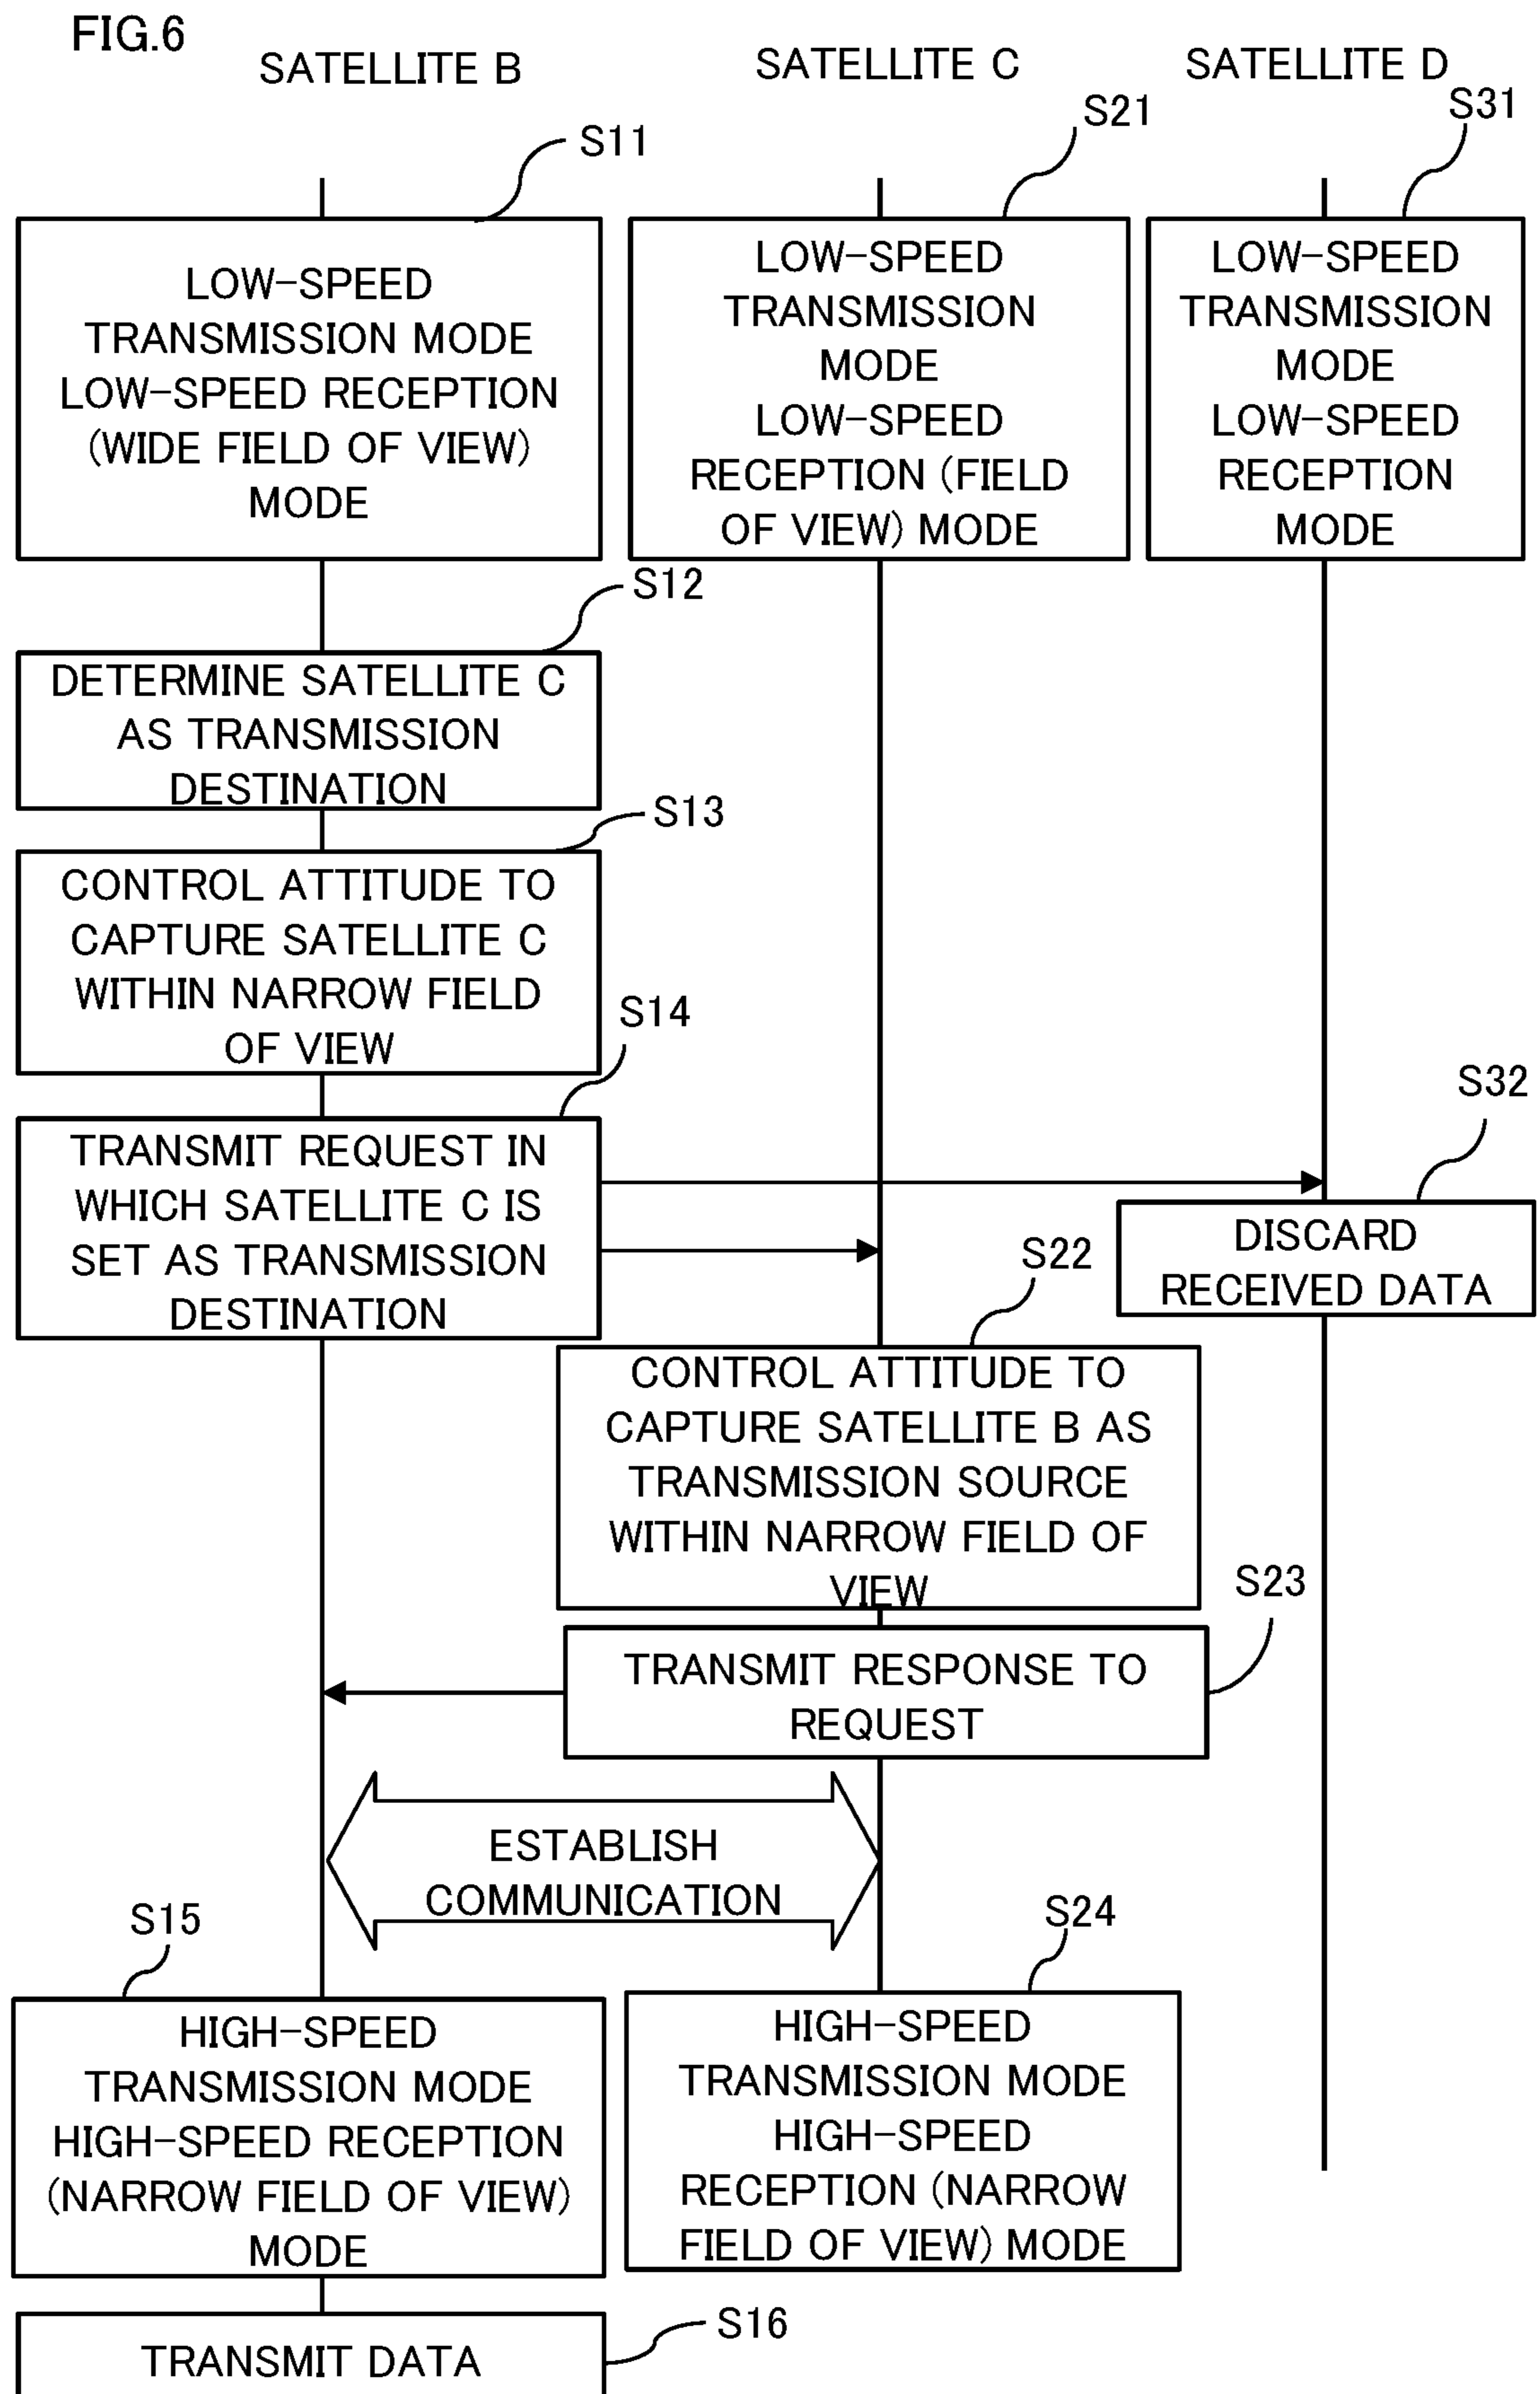 FIG.6
SATELLITE B
SATELLITE C
SATELLITE D
S11
S21
S31
LOW-SPEED
TRANSMISSION MODE
LOW-SPEED RECEPTION
(WIDE FIELD OF VIEW)
MODE
LOW-SPEED
TRANSMISSION
MODE
LOW-SPEED
RECEPTION (FIELD
OF VIEW) MODE
LOW-SPEED
TRANSMISSION
MODE
LOW-SPEED
RECEPTION
MODE
S12
DETERMINE SATELLITE C
AS TRANSMISSION
DESTINATION
S13
CONTROL ATTITUDE TO
CAPTURE SATELLITE C
WITHIN NARROW FIELD
OF VIEW
S14
TRANSMIT REQUEST IN
WHICH SATELLITE C IS
SET AS TRANSMISSION
DESTINATION
S32
DISCARD
RECEIVED DATA
S22
CONTROL ATTITUDE TO
CAPTURE SATELLITE B AS
TRANSMISSION SOURCE
WITHIN NARROW FIELD OF
VIEW
S23
TRANSMIT RESPONSE TO
REQUEST
ESTABLISH
COMMUNICATION
S15
HIGH-SPEED
TRANSMISSION MODE
HIGH-SPEED RECEPTION
(NARROW FIELD OF VIEW)
MODE
S24
HIGH-SPEED
TRANSMISSION MODE
HIGH-SPEED
RECEPTION (NARROW
FIELD OF VIEW) MODE
S16
TRANSMIT DATA